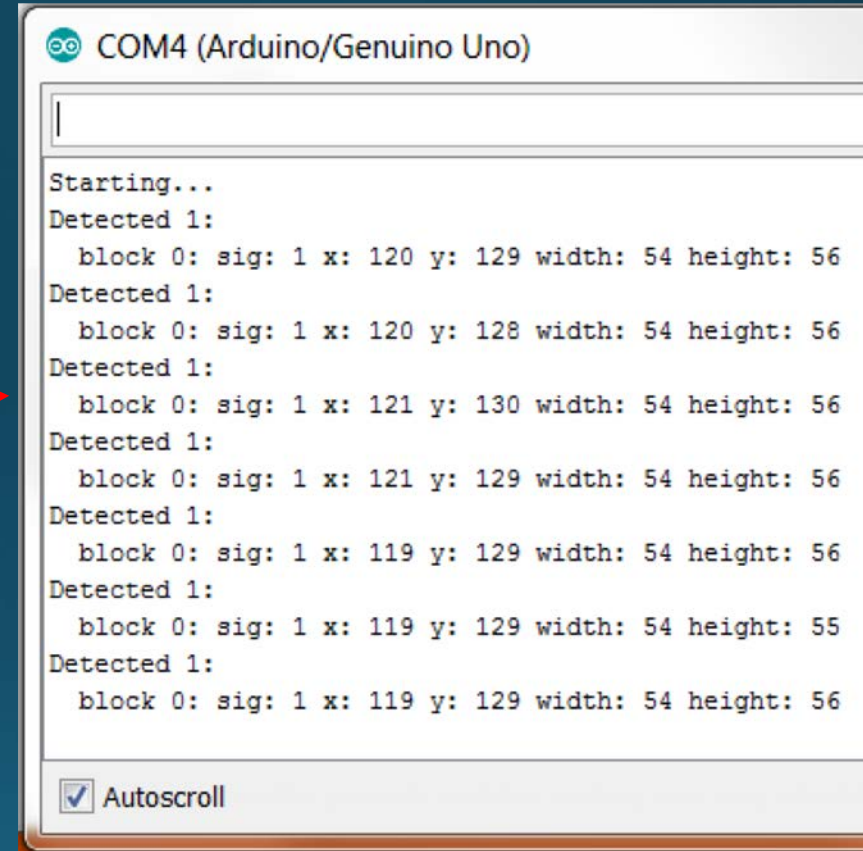 COM4 (Arduino/Genuino Uno)
Starting...
Detected 1:
  block 0: sig: 1 x: 120 y: 129 width: 54 height: 56
Detected 1:
  block 0: sig: 1 x: 120 y: 128 width: 54 height: 56
Detected 1:
  block 0: sig: 1 x: 121 y: 130 width: 54 height: 56
Detected 1:
  block 0: sig: 1 x: 121 y: 129 width: 54 height: 56
Detected 1:
  block 0: sig: 1 x: 119 y: 129 width: 54 height: 56
Detected 1:
  block 0: sig: 1 x: 119 y: 129 width: 54 height: 55
Detected 1:
  block 0: sig: 1 x: 119 y: 129 width: 54 height: 56
Autoscroll